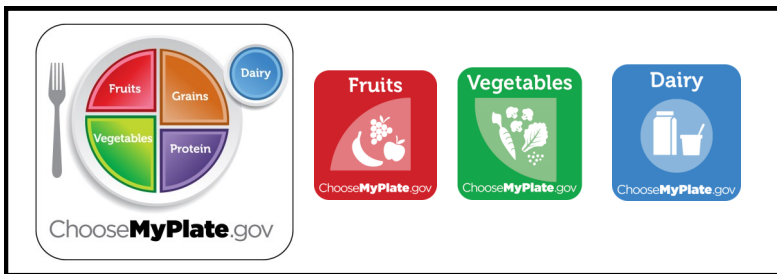 Fruits
Grains
Dairy
Vegetables
Protein
ChooseMyPlate.gov
Fruits
ChooseMyPlate.gov
Vegetables
ChooseMyPlate.gov
Dairy
ChooseMyPlate.gov